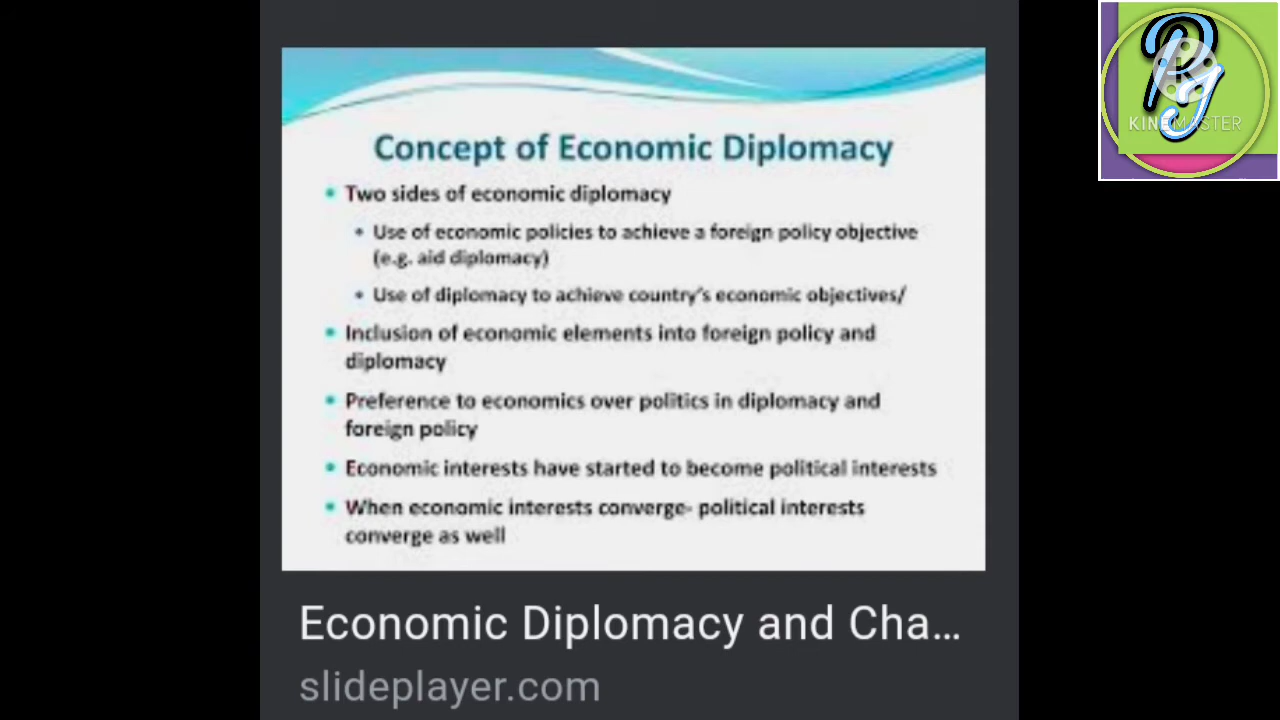 Concept of Economic Diplomacy
• Two sides of economic diplomacy
• Use of economic policies to achieve a foreign policy objective
(e.g. aid diplomacy)
• Use of diplomacy to achieve country's economic objectives/
• Inclusion of economic elements into foreign policy and
diplomacy
• Preference to economics over politics in diplomacy and
foreign policy
• Economic interests have started to become political interests
• When economic interests converge- political interests
converge as well
Economic Diplomacy and Cha...
slideplayer.com
KINEMASTER